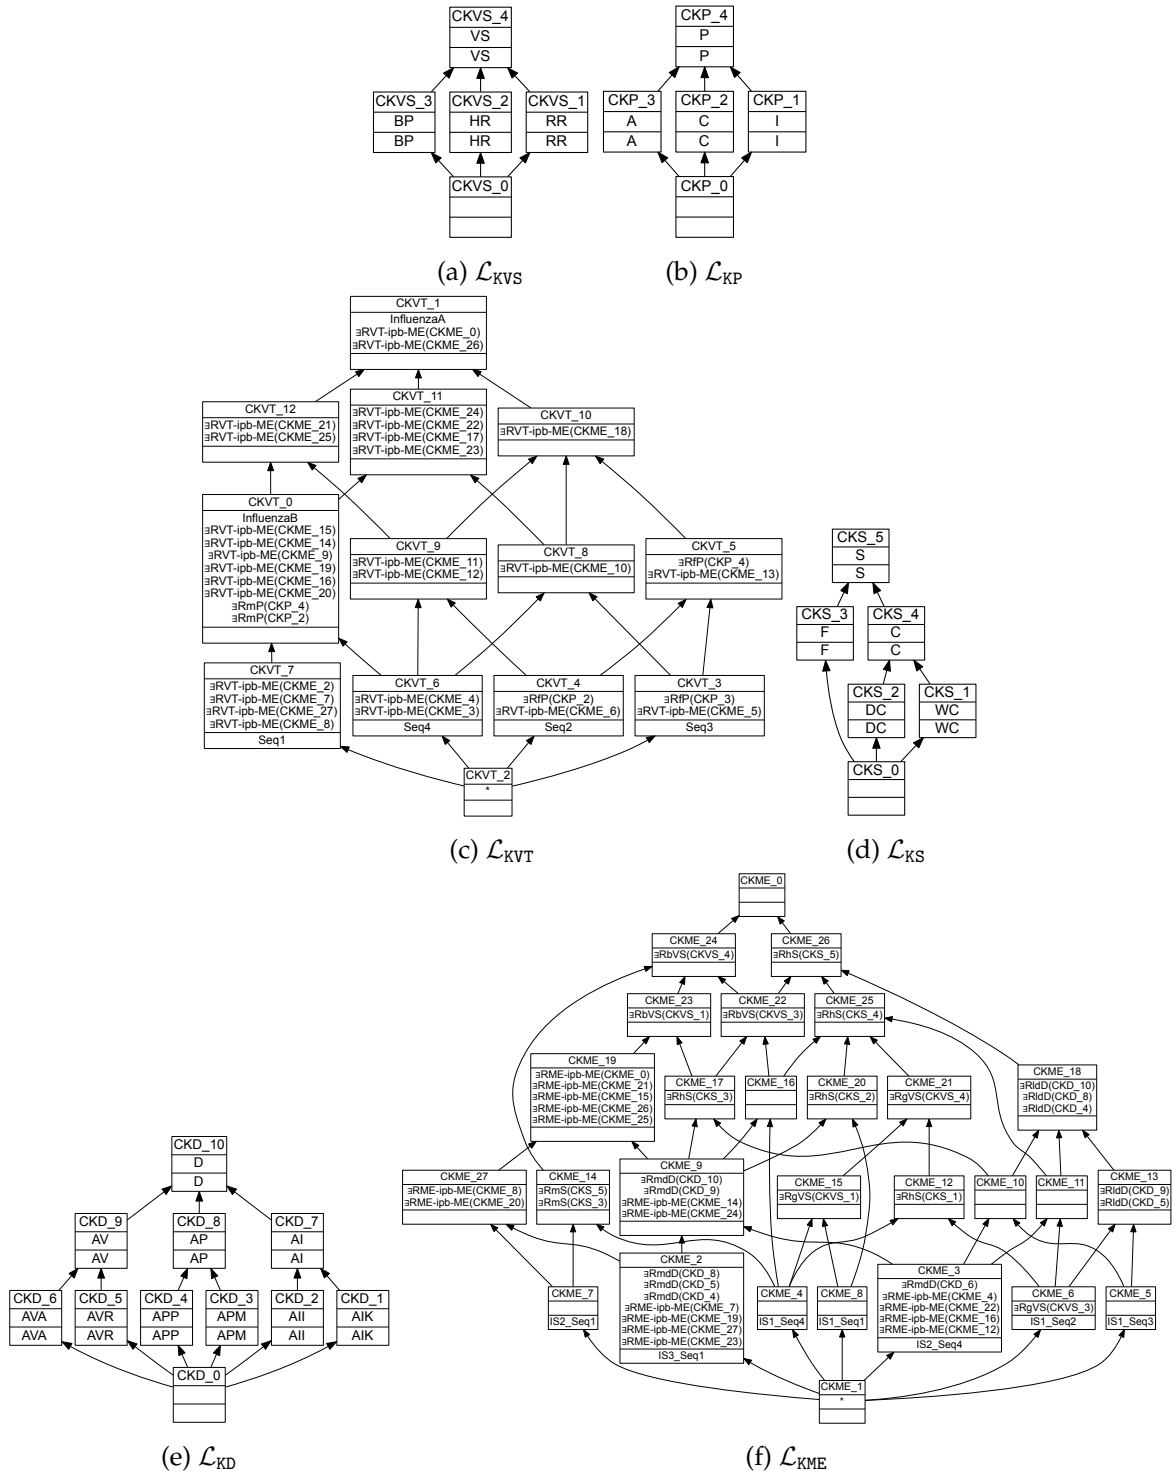 CKVS_4
VS
VS
CKVS_3
BP
BP
CKVS_2
HR
HR
CKVS_1
RR
RR
CKVS_0
(a) ℒKVS
CKP_4
P
P
CKP_3
A
A
CKP_2
C
C
CKP_1
I
I
CKP_0
(b) ℒKP
CKVT_1
InfluenzaA
∃RVT-ipb-ME(CKME_0)
∃RVT-ipb-ME(CKME_26)
CKVT_12
∃RVT-ipb-ME(CKME_21)
∃RVT-ipb-ME(CKME_25)
CKVT_11
∃RVT-ipb-ME(CKME_24)
∃RVT-ipb-ME(CKME_22)
∃RVT-ipb-ME(CKME_17)
∃RVT-ipb-ME(CKME_23)
CKVT_10
∃RVT-ipb-ME(CKME_18)
CKVT_0
InfluenzaB
∃RVT-ipb-ME(CKME_15)
∃RVT-ipb-ME(CKME_14)
∃RVT-ipb-ME(CKME_9)
∃RVT-ipb-ME(CKME_19)
∃RVT-ipb-ME(CKME_16)
∃RVT-ipb-ME(CKME_20)
∃RmP(CKP_4)
∃RmP(CKP_2)
CKVT_9
∃RVT-ipb-ME(CKME_11)
∃RVT-ipb-ME(CKME_12)
CKVT_8
∃RVT-ipb-ME(CKME_10)
CKVT_5
∃RfP(CKP_4)
∃RVT-ipb-ME(CKME_13)
CKVT_7
∃RVT-ipb-ME(CKME_2)
∃RVT-ipb-ME(CKME_7)
∃RVT-ipb-ME(CKME_27)
∃RVT-ipb-ME(CKME_8)
Seq1
CKVT_6
∃RVT-ipb-ME(CKME_4)
∃RVT-ipb-ME(CKME_3)
Seq4
CKVT_4
∃RfP(CKP_2)
∃RVT-ipb-ME(CKME_6)
Seq2
CKVT_3
∃RfP(CKP_3)
∃RVT-ipb-ME(CKME_5)
Seq3
CKVT_2
*
(c) ℒKVT
CKS_5
S
S
CKS_3
F
F
CKS_4
C
C
CKS_2
DC
DC
CKS_1
WC
WC
CKS_0
(d) ℒKS
CKD_10
D
D
CKD_9
AV
AV
CKD_8
AP
AP
CKD_7
AI
AI
CKD_6
AVA
AVA
CKD_5
AVR
AVR
CKD_4
APP
APP
CKD_3
APM
APM
CKD_2
AII
AII
CKD_1
AIK
AIK
CKD_0
(e) ℒKD
CKME_0
CKME_24
∃RbVS(CKVS_4)
CKME_26
∃RhS(CKS_5)
CKME_23
∃RbVS(CKVS_1)
CKME_22
∃RbVS(CKVS_3)
CKME_25
∃RhS(CKS_4)
CKME_19
∃RME-ipb-ME(CKME_0)
∃RME-ipb-ME(CKME_21)
∃RME-ipb-ME(CKME_15)
∃RME-ipb-ME(CKME_26)
∃RME-ipb-ME(CKME_25)
CKME_17
∃RhS(CKS_3)
CKME_16
CKME_20
∃RhS(CKS_2)
CKME_21
∃RgVS(CKVS_4)
CKME_18
∃RldD(CKD_10)
∃RldD(CKD_8)
∃RldD(CKD_4)
CKME_27
∃RME-ipb-ME(CKME_8)
∃RME-ipb-ME(CKME_20)
CKME_14
∃RmS(CKS_5)
∃RmS(CKS_3)
CKME_9
∃RmdD(CKD_10)
∃RmdD(CKD_9)
∃RME-ipb-ME(CKME_14)
∃RME-ipb-ME(CKME_24)
CKME_15
∃RgVS(CKVS_1)
CKME_12
∃RhS(CKS_1)
CKME_10
CKME_11
CKME_13
∃RldD(CKD_9)
∃RldD(CKD_5)
CKME_7
IS2_Seq1
CKME_2
∃RmdD(CKD_8)
∃RmdD(CKD_5)
∃RmdD(CKD_4)
∃RME-ipb-ME(CKME_7)
∃RME-ipb-ME(CKME_19)
∃RME-ipb-ME(CKME_27)
∃RME-ipb-ME(CKME_23)
IS3_Seq1
CKME_4
IS1_Seq4
CKME_8
IS1_Seq1
CKME_3
∃RmdD(CKD_6)
∃RME-ipb-ME(CKME_4)
∃RME-ipb-ME(CKME_22)
∃RME-ipb-ME(CKME_16)
∃RME-ipb-ME(CKME_12)
IS2_Seq4
CKME_6
∃RgVS(CKVS_3)
IS1_Seq2
CKME_5
IS1_Seq3
CKME_1
*
(f) ℒKME